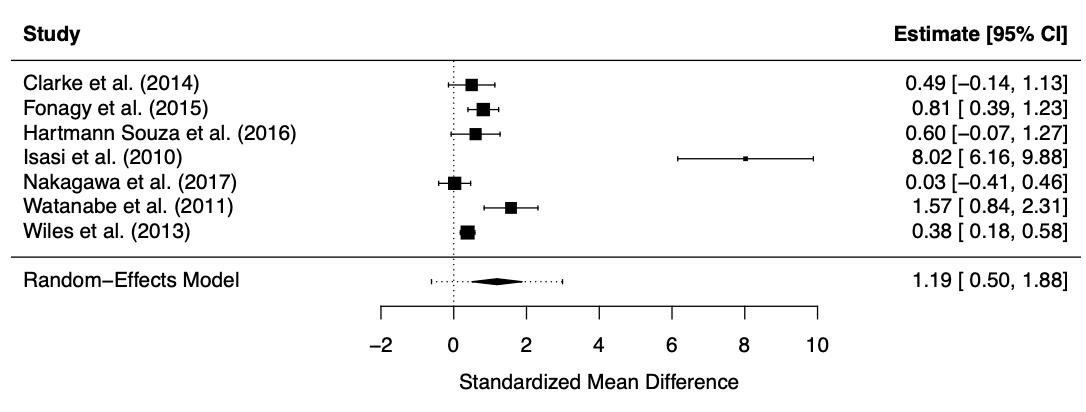 Study Estimate [95% CI]
Clarke et al. (2014) 0.49 [−0.14, 1.13]
Fonagy et al. (2015) 0.81 [ 0.39, 1.23]
Hartmann Souza et al. (2016) 0.60 [−0.07, 1.27]
Isasi et al. (2010) 8.02 [ 6.16, 9.88]
Nakagawa et al. (2017) 0.03 [−0.41, 0.46]
Watanabe et al. (2011) 1.57 [ 0.84, 2.31]
Wiles et al. (2013) 0.38 [ 0.18, 0.58]
Random−Effects Model 1.19 [ 0.50, 1.88]
−2 0 2 4 6 8 10
Standardized Mean Difference